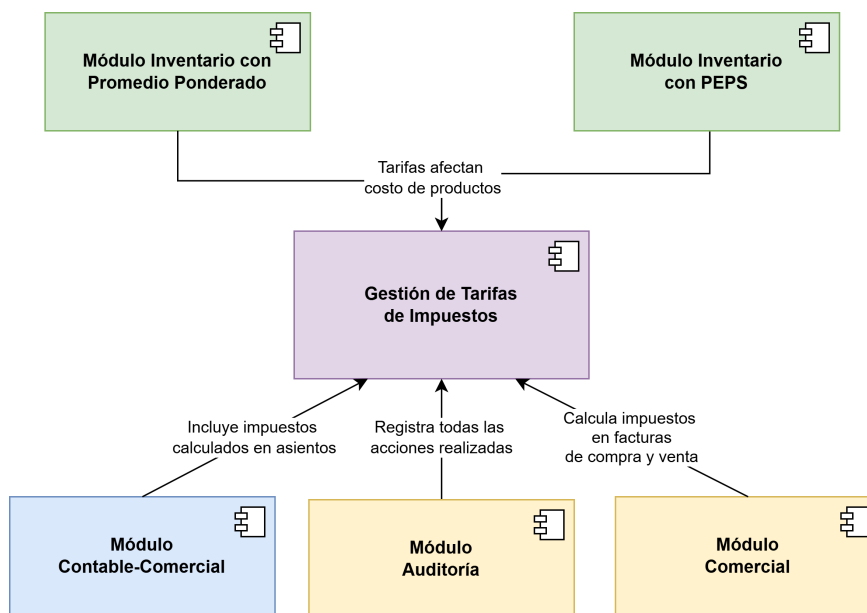 Módulo Inventario con
Promedio Ponderado
Módulo Inventario
con PEPS
Tarifas afectan
costo de productos
Gestión de Tarifas
de Impuestos
Incluye impuestos
calculados en asientos
Registra todas las
acciones realizadas
Calcula impuestos
en facturas
de compra y venta
Módulo
Contable-Comercial
Módulo
Auditoría
Módulo
Comercial